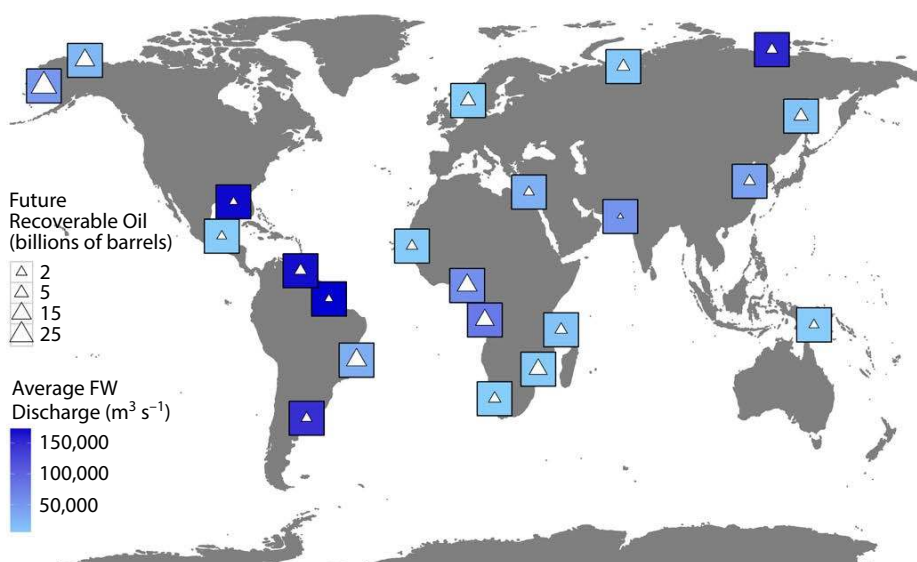 Future
Recoverable Oil
(billions of barrels)
2
5
15
25
Average FW
Discharge (m³ s⁻¹)
150,000
100,000
50,000